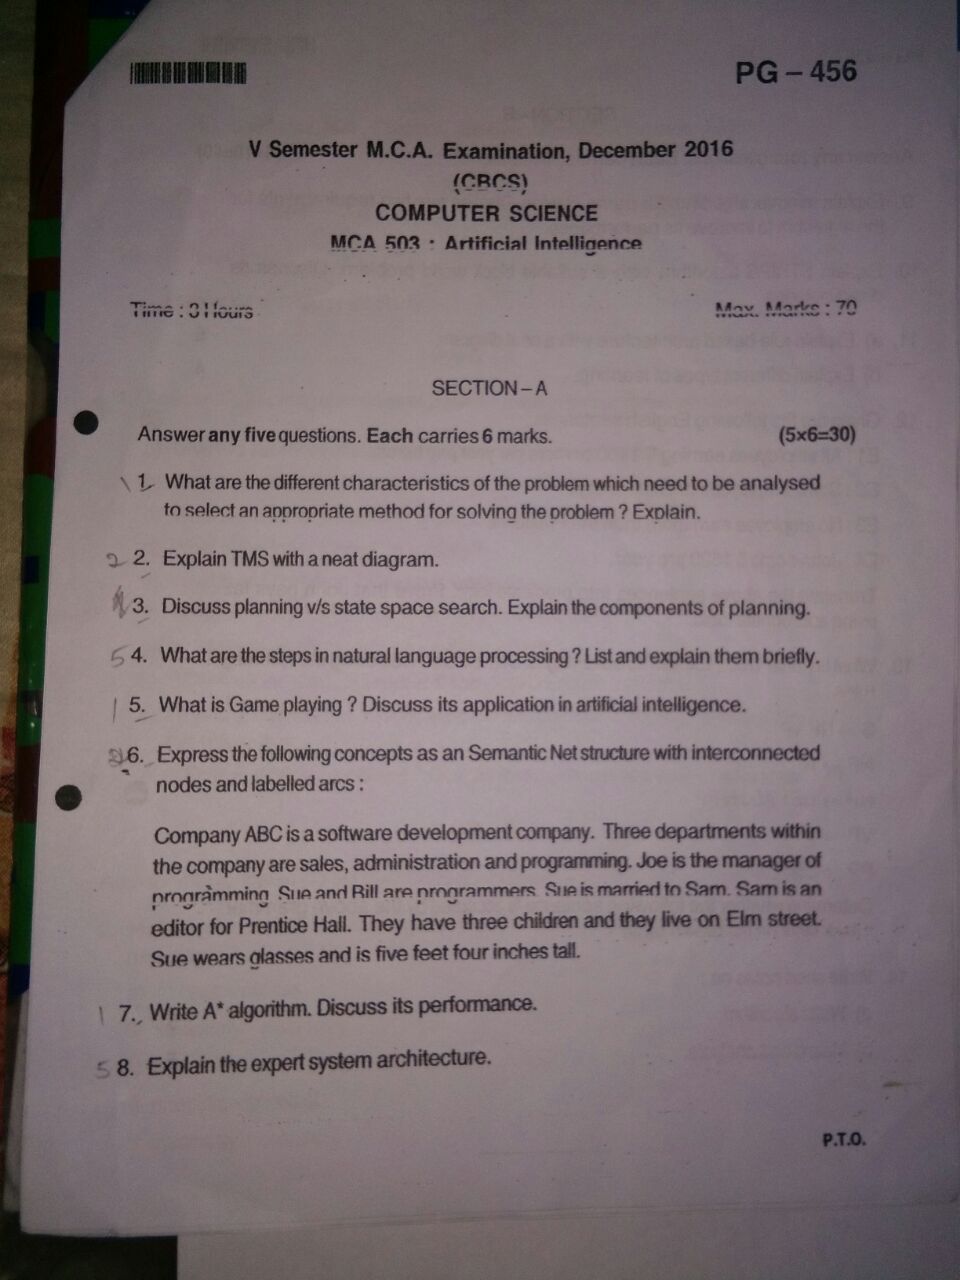 PG – 456
V Semester M.C.A. Examination, December 2016
(CBCS)
COMPUTER SCIENCE
MCA 503 : Artificial Intelligence
Time : 3 Hours
Max. Marks : 70
SECTION – A
Answer any five questions. Each carries 6 marks. (5×6=30)
1. What are the different characteristics of the problem which need to be analysed
to select an appropriate method for solving the problem ? Explain.
2 2. Explain TMS with a neat diagram.
3. Discuss planning v/s state space search. Explain the components of planning.
5 4. What are the steps in natural language processing ? List and explain them briefly.
1 5. What is Game playing ? Discuss its application in artificial intelligence.
6. Express the following concepts as an Semantic Net structure with interconnected
nodes and labelled arcs :
Company ABC is a software development company. Three departments within
the company are sales, administration and programming. Joe is the manager of
programming. Sue and Bill are programmers. Sue is married to Sam. Sam is an
editor for Prentice Hall. They have three children and they live on Elm street.
Sue wears glasses and is five feet four inches tall.
1 7. Write A* algorithm. Discuss its performance.
5 8. Explain the expert system architecture.
P.T.O.